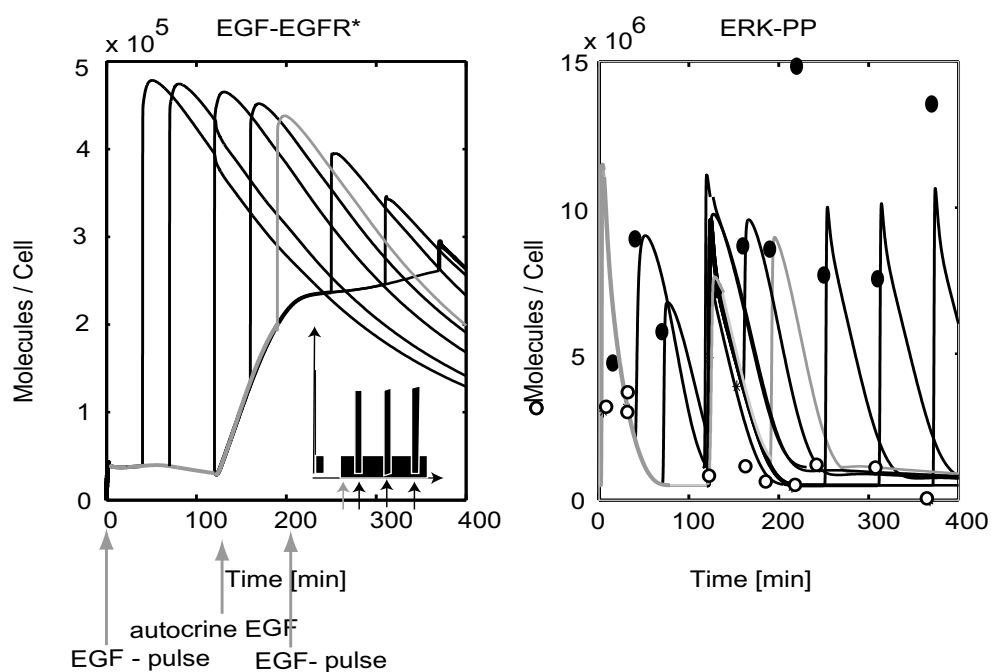 EGF-EGFR*
x 10^5
5
4
3
2
1
0
Molecules / Cell
0 100 200 300 400
Time [min]
autocrine EGF
EGF - pulse
EGF- pulse
ERK-PP
x 10^6
15
10
5
0
Molecules / Cell
0 100 200 300 400
Time [min]